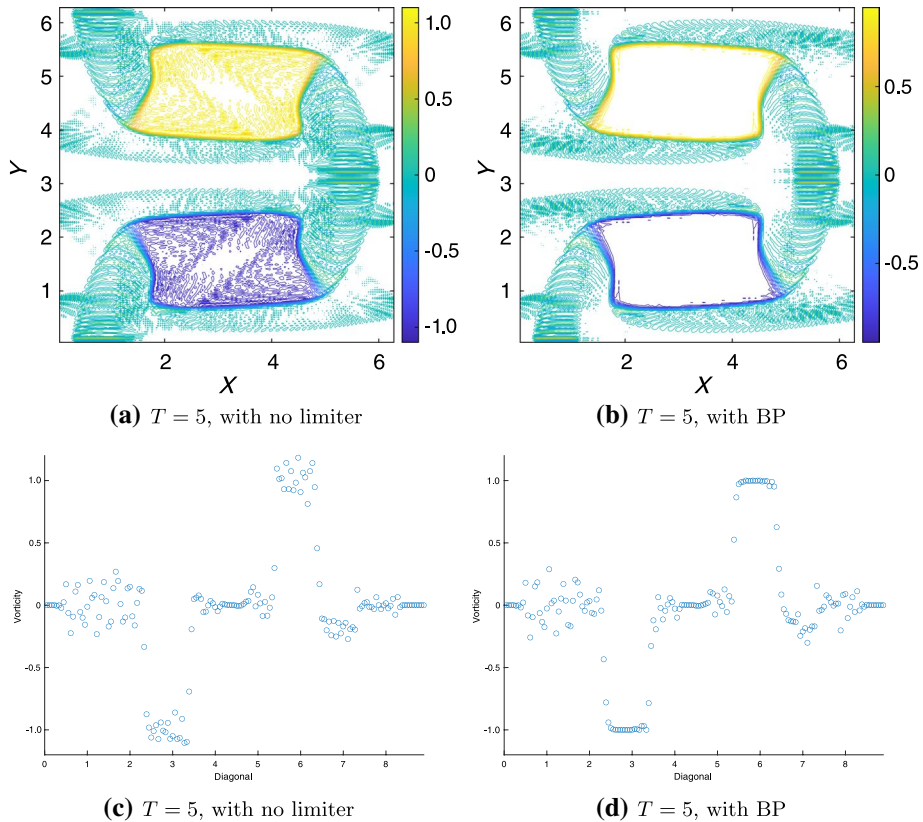 6
5
4
3
2
1
Y
2
4
6
X
1.0
0.5
0
-0.5
-1.0
(a) T = 5, with no limiter
6
5
4
3
2
1
Y
2
4
6
X
0.5
0
-0.5
(b) T = 5, with BP
1.0
0.5
0
-0.5
-1.0
Vorticity
0 1 2 3 4 5 6 7 8
Diagonal
(c) T = 5, with no limiter
1.0
0.5
0
-0.5
-1.0
Vorticity
0 1 2 3 4 5 6 7 8
Diagonal
(d) T = 5, with BP